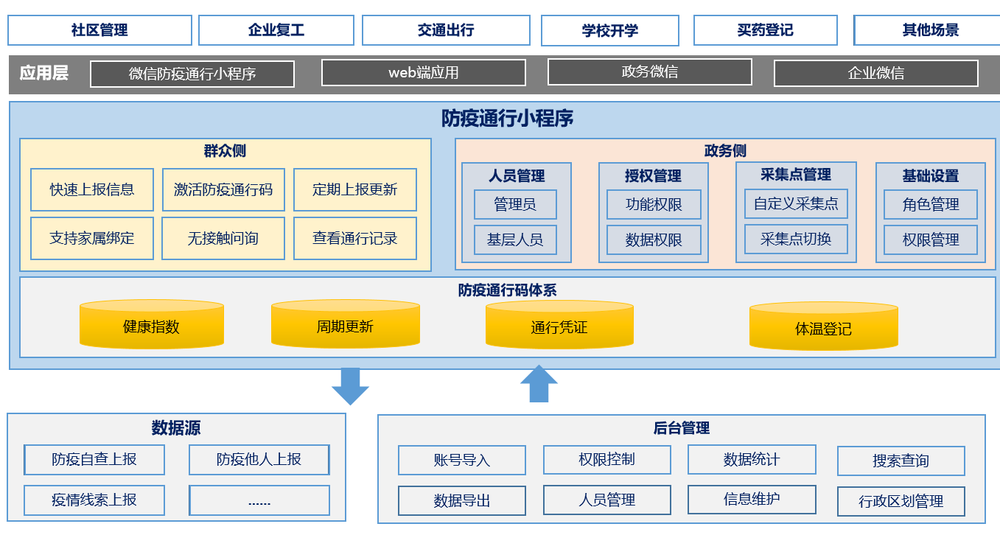 社区管理
企业复工
交通出行
学校开学
买药登记
其他场景
应用层
微信防疫通行小程序
web端应用
政务微信
企业微信
防疫通行小程序
群众侧
快速上报信息
激活防疫通行码
定期上报更新
支持家属绑定
无接触问询
查看通行记录
政务侧
人员管理
管理员
基层人员
授权管理
功能权限
数据权限
采集点管理
自定义采集点
采集点切换
基础设置
角色管理
权限管理
防疫通行码体系
健康指数
周期更新
通行凭证
体温登记
数据源
防疫自查上报
防疫他人上报
疫情线索上报
......
后台管理
账号导入
权限控制
数据统计
搜索查询
数据导出
人员管理
信息维护
行政区划管理